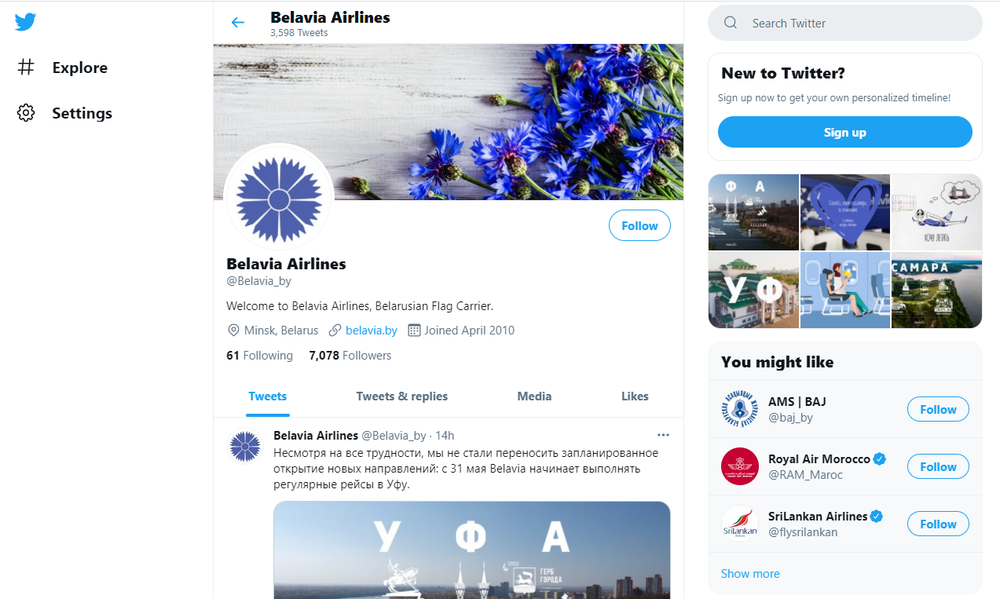 Explore
Settings
Belavia Airlines
3,598 Tweets
Follow
Belavia Airlines
@Belavia_by
Welcome to Belavia Airlines, Belarusian Flag Carrier.
Minsk, Belarus belavia.by Joined April 2010
61 Following 7,078 Followers
Tweets Tweets & replies Media Likes
Belavia Airlines @Belavia_by · 14h
Несмотря на все трудности, мы не стали переносить запланированное
открытие новых направлений: с 31 мая Belavia начинает выполнять
регулярные рейсы в Уфу.
УФА
ГЕРБ
ГОРОДА
Search Twitter
New to Twitter?
Sign up now to get your own personalized timeline!
Sign up
Ф А
ХОЧУ ЛЕТАТЬ
УФ
САМАРА
You might like
AMS | BAJ
@baj_by
Follow
Royal Air Morocco
@RAM_Maroc
Follow
SriLankan
SriLankan Airlines
@flysrilankan
Follow
Show more